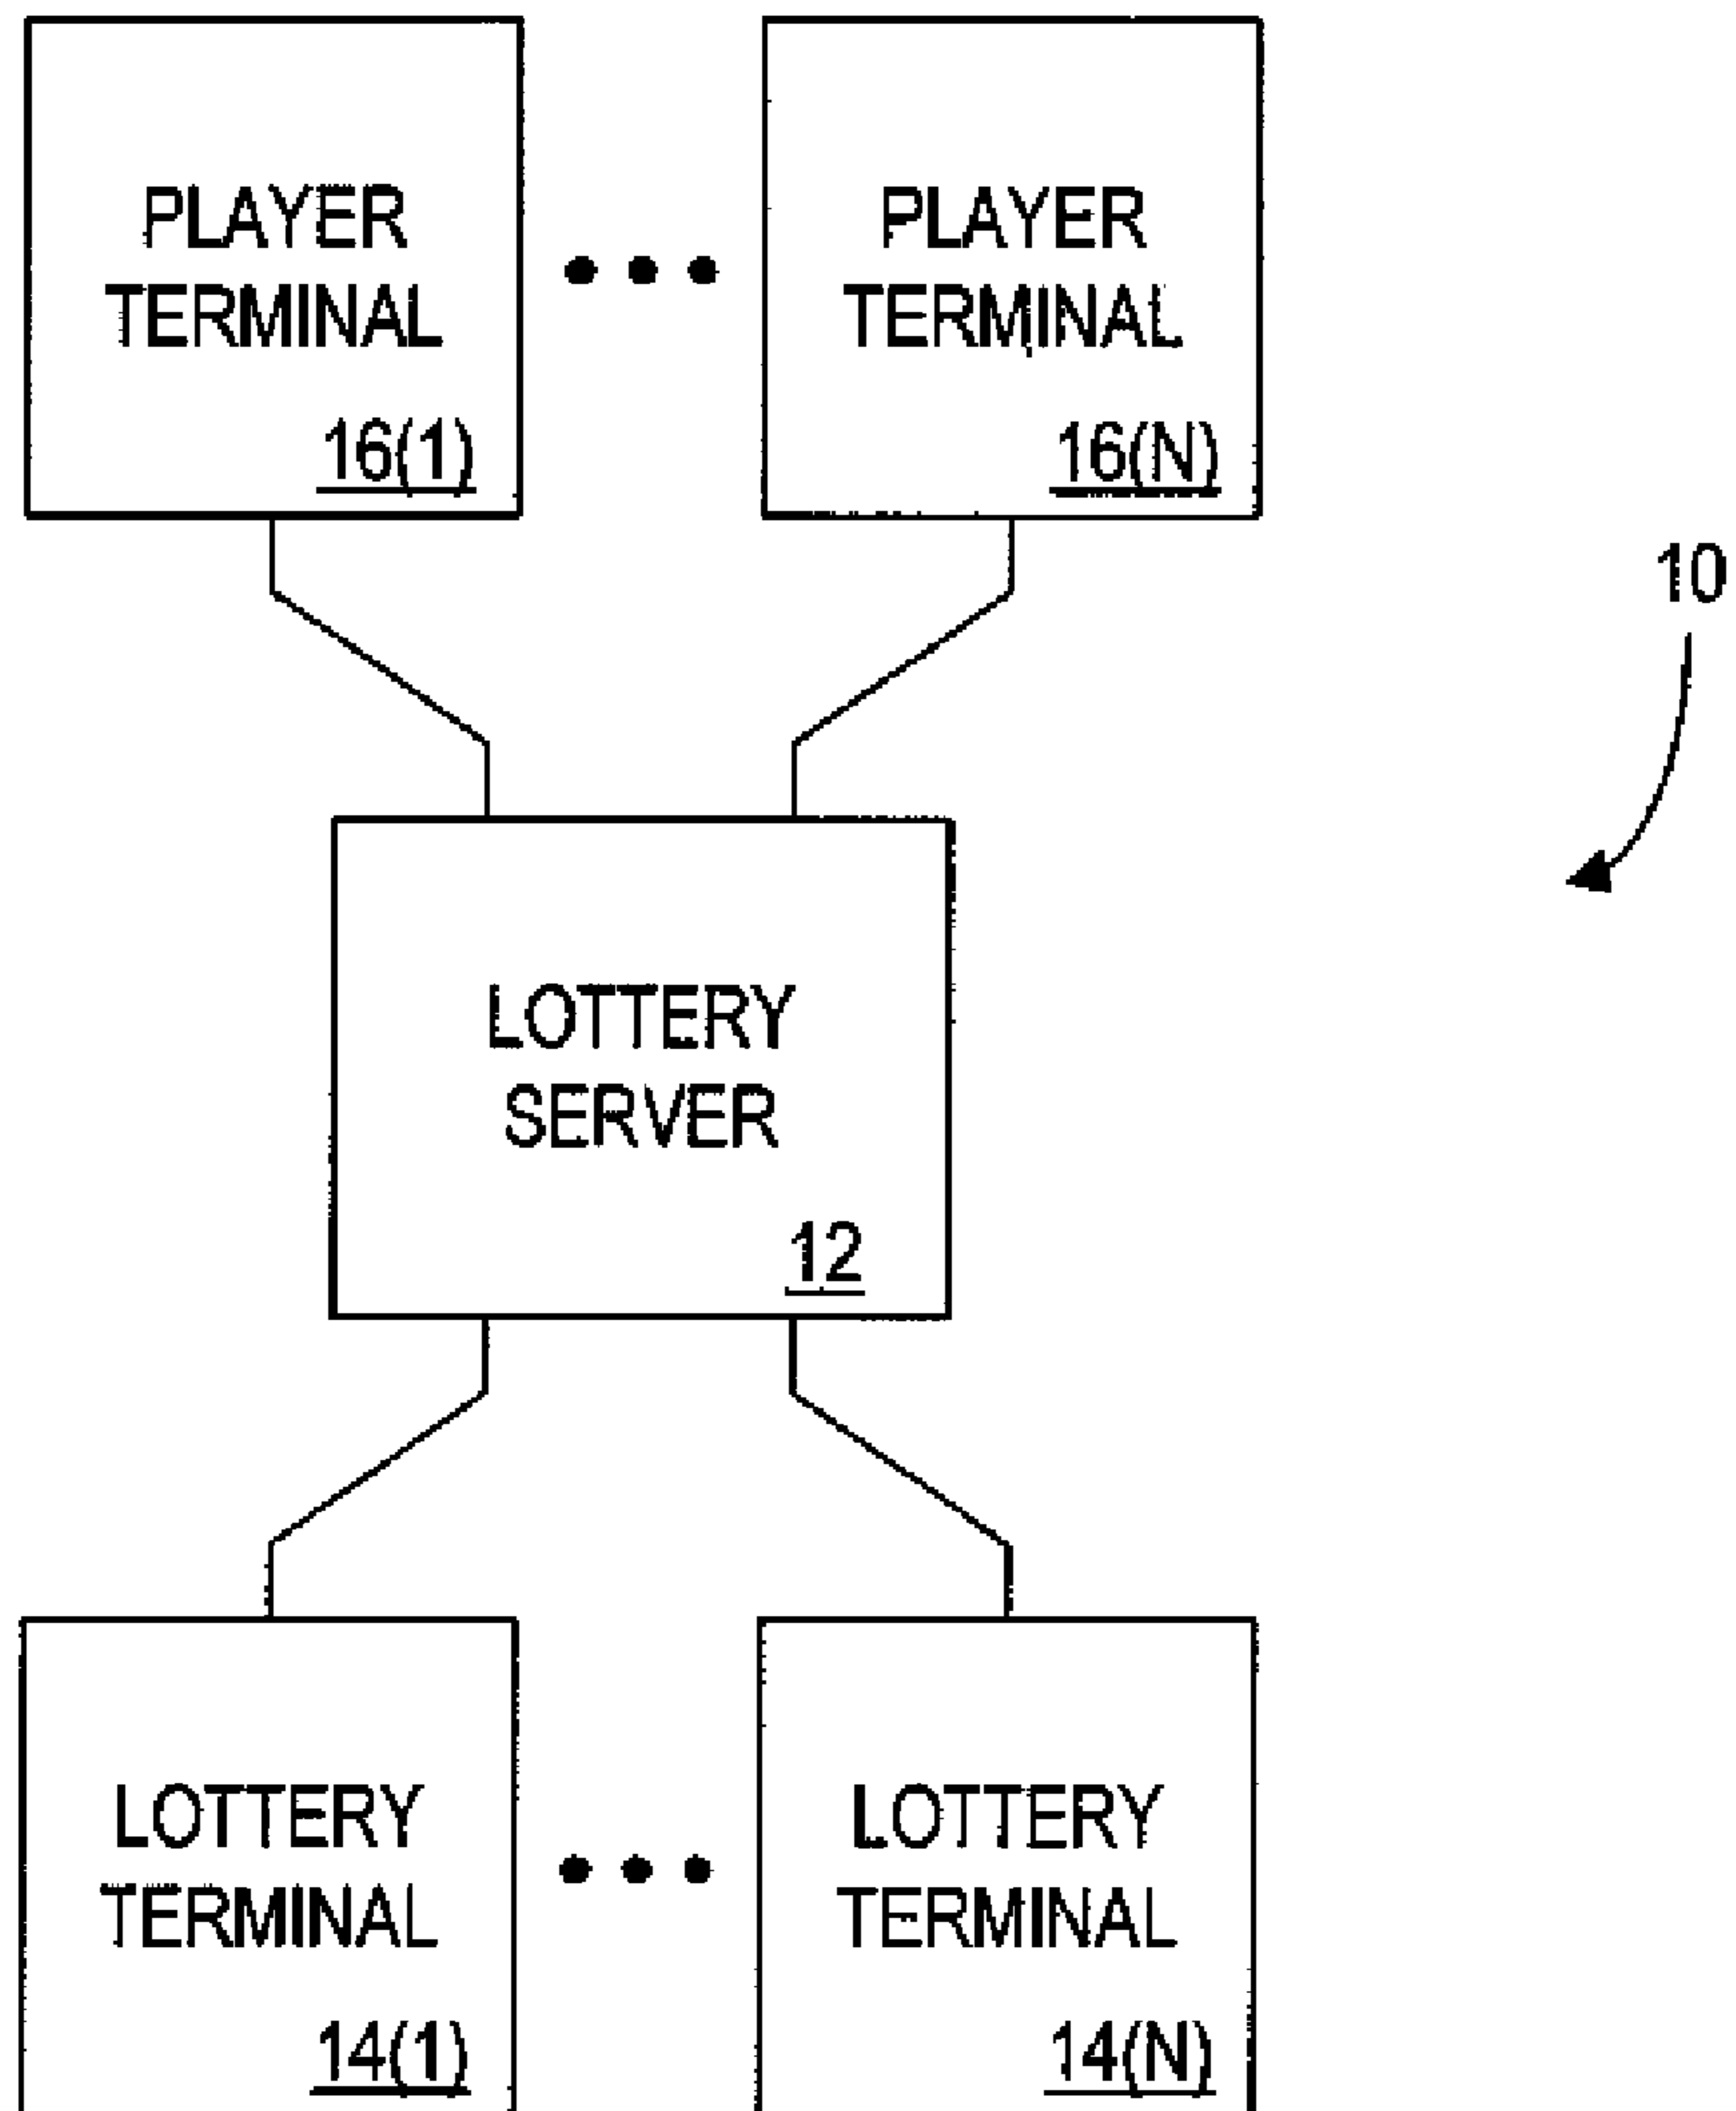 PLAYER
TERMINAL
16(1)
PLAYER
TERMINAL
16(N)
10
LOTTERY
SERVER
12
LOTTERY
TERMINAL
14(1)
LOTTERY
TERMINAL
14(N)